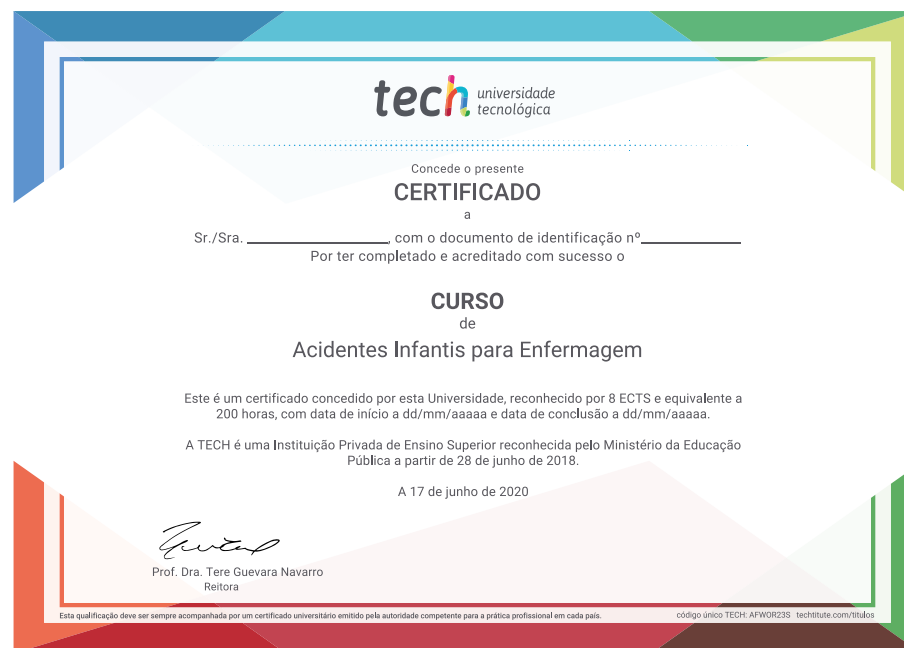 tech universidade
tecnológica
Concede o presente
CERTIFICADO
a
Sr./Sra. ____________________, com o documento de identificação nº______________
Por ter completado e acreditado com sucesso o
CURSO
de
Acidentes Infantis para Enfermagem
Este é um certificado concedido por esta Universidade, reconhecido por 8 ECTS e equivalente a
200 horas, com data de início a dd/mm/aaaaa e data de conclusão a dd/mm/aaaaa.
A TECH é uma Instituição Privada de Ensino Superior reconhecida pelo Ministério da Educação
Pública a partir de 28 de junho de 2018.
A 17 de junho de 2020
Prof. Dra. Tere Guevara Navarro
Reitora
Esta qualificação deve ser sempre acompanhada por um certificado universitário emitido pela autoridade competente para a prática profissional em cada país.
código único TECH: AFWOR23S techtitute.com/titulos